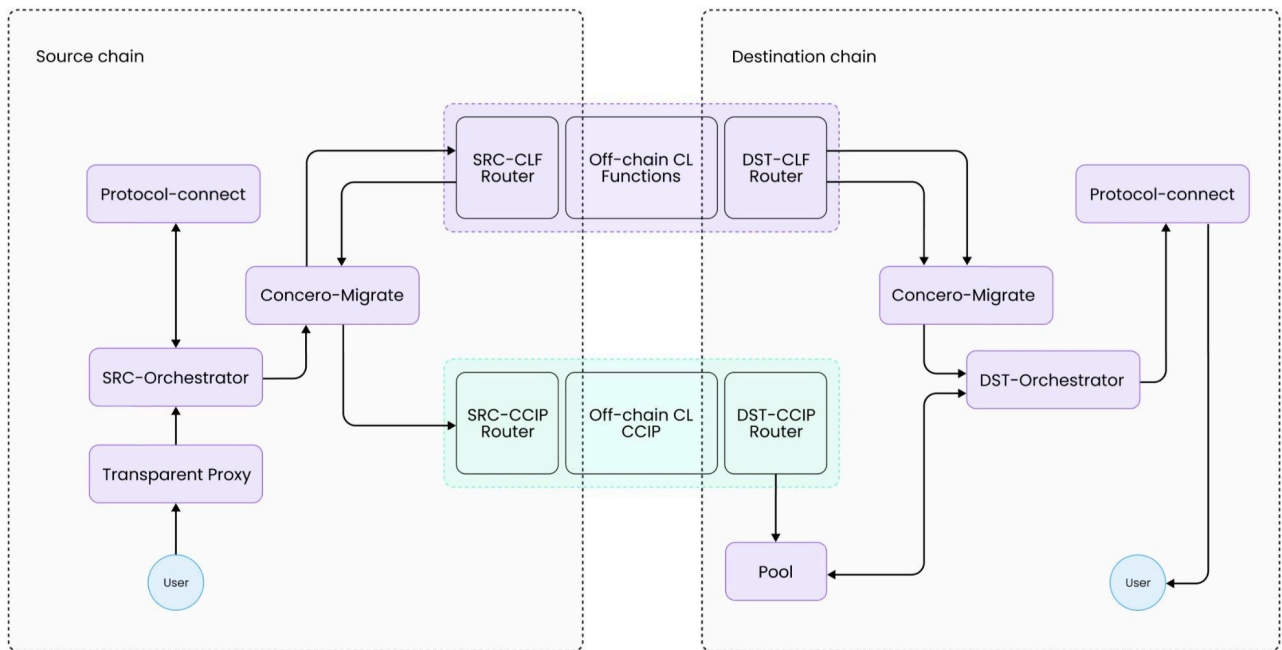 Source chain
Destination chain
SRC-CLF
Router
Off-chain CL
Functions
DST-CLF
Router
Protocol-connect
Protocol-connect
Concero-Migrate
Concero-Migrate
SRC-Orchestrator
DST-Orchestrator
SRC-CCIP
Router
Off-chain CL
CCIP
DST-CCIP
Router
Transparent Proxy
Pool
User
User